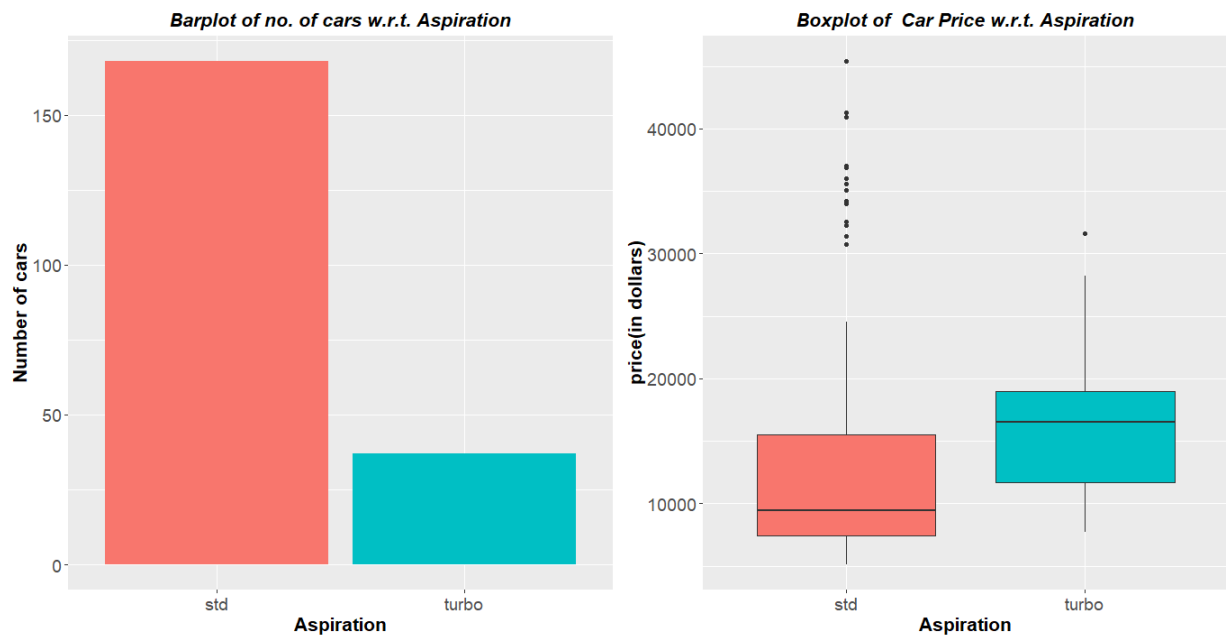 Barplot of no. of cars w.r.t. Aspiration
Number of cars
150
100
50
0
std
turbo
Aspiration
Boxplot of  Car Price w.r.t. Aspiration
price(in dollars)
40000
30000
20000
10000
std
turbo
Aspiration